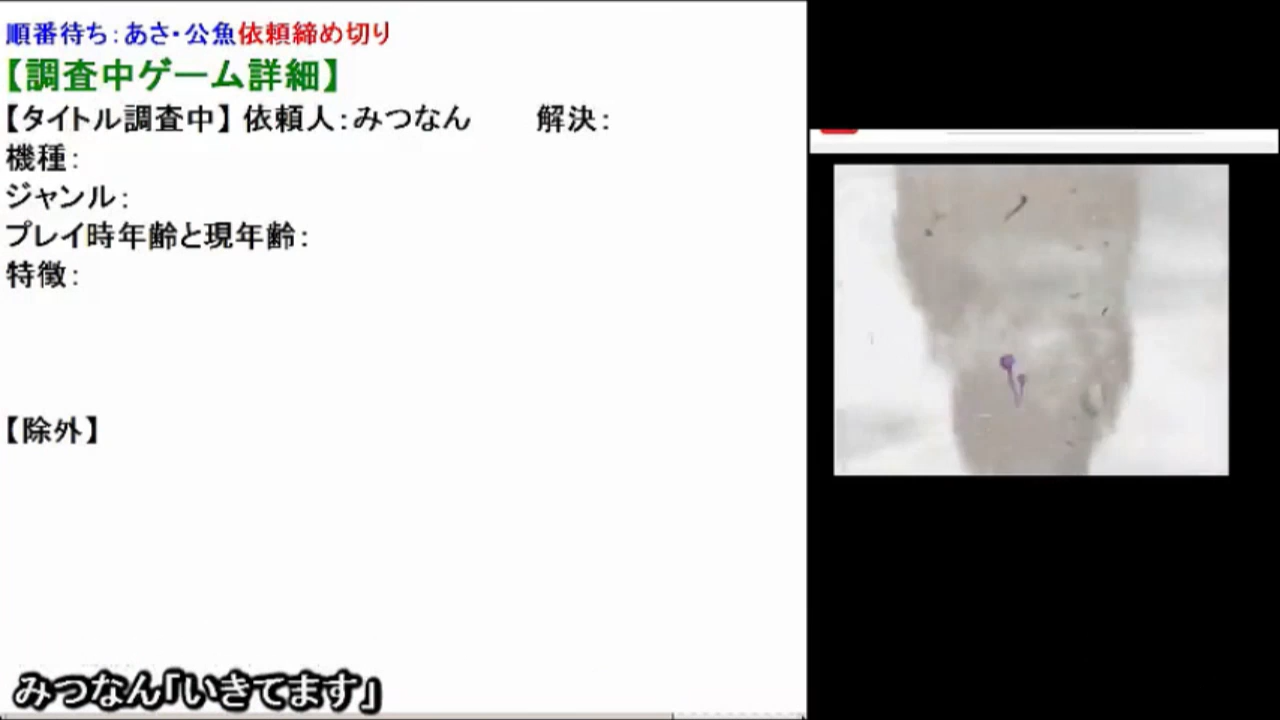 順番待ち：あさ・公魚依頼締め切り
【調査中ゲーム詳細】
【タイトル調査中】依頼人：みつなん　　解決：
機種：
ジャンル：
プレイ時年齢と現年齢：
特徴：
【除外】
みつなん「いきてます」